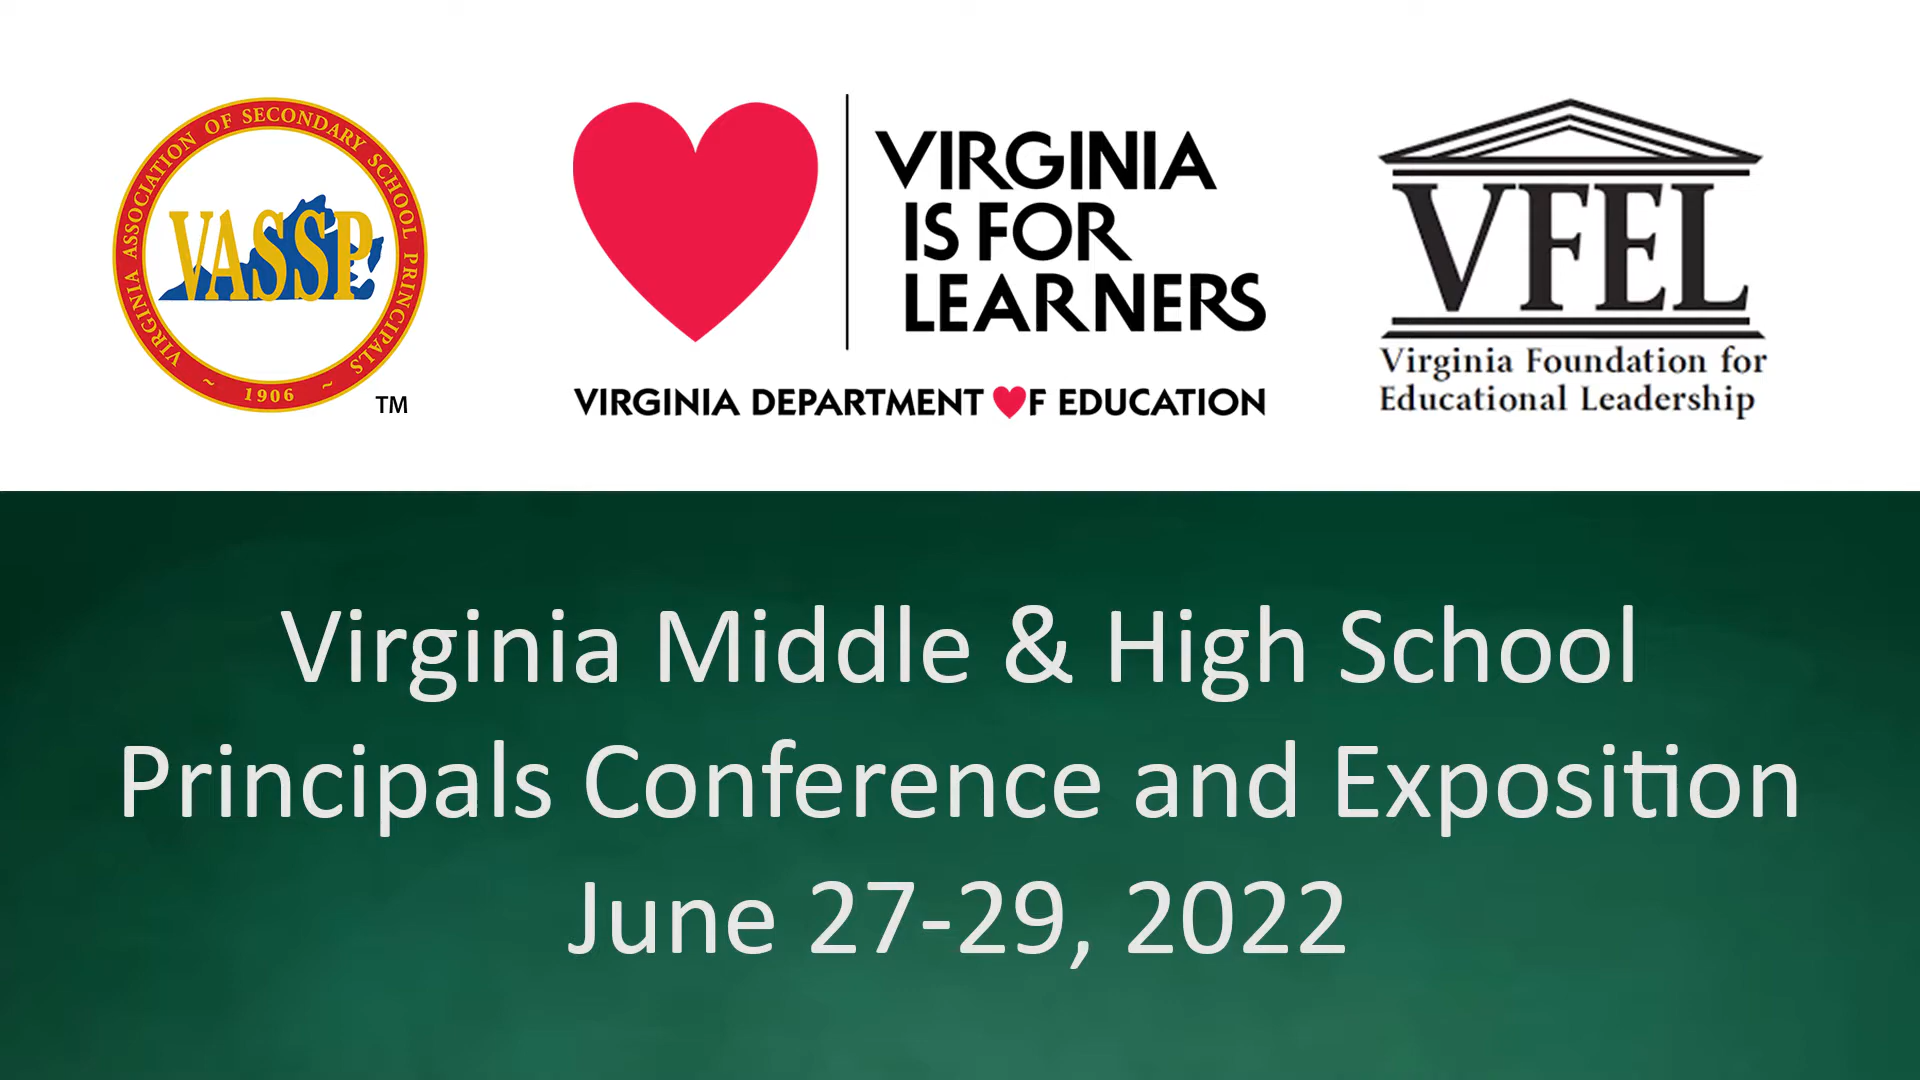 VIRGINIA ASSOCIATION OF SECONDARY SCHOOL PRINCIPALS
VASSP
~ 1906 ~
TM
VIRGINIA
IS FOR
LEARNERS
VIRGINIA DEPARTMENT ♥F EDUCATION
VFEL
Virginia Foundation for
Educational Leadership
Virginia Middle & High School
Principals Conference and Exposition
June 27-29, 2022